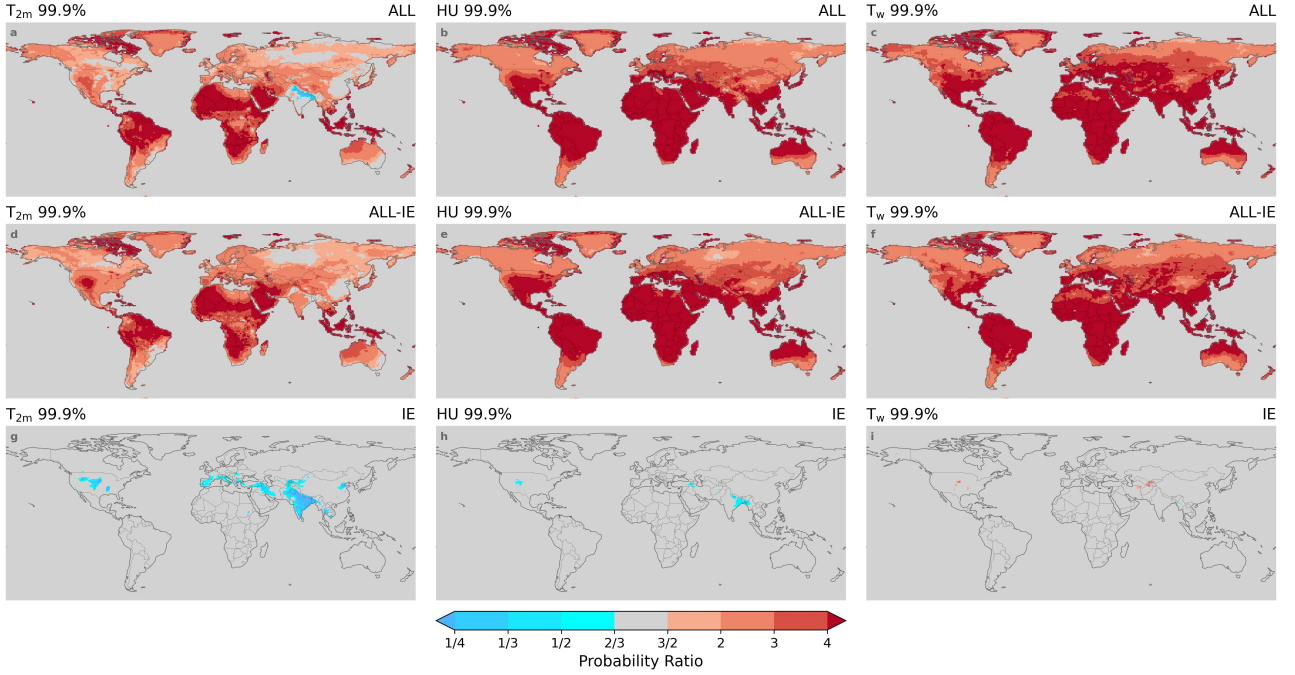 T2m 99.9% ALL
a
HU 99.9% ALL
b
Tw 99.9% ALL
c
T2m 99.9% ALL-IE
d
HU 99.9% ALL-IE
e
Tw 99.9% ALL-IE
f
T2m 99.9% IE
g
HU 99.9% IE
h
Tw 99.9% IE
i
1/4 1/3 1/2 2/3 3/2 2 3 4
Probability Ratio